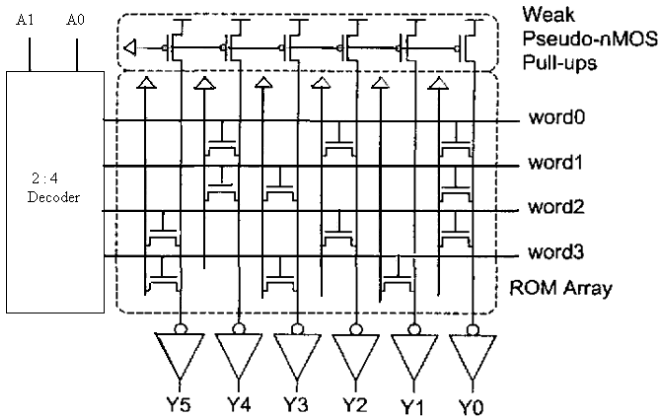 A1 A0
Weak
Pseudo-nMOS
Pull-ups
word0
word1
2:4
Decoder
word2
word3
ROM Array
Y5 Y4 Y3 Y2 Y1 Y0